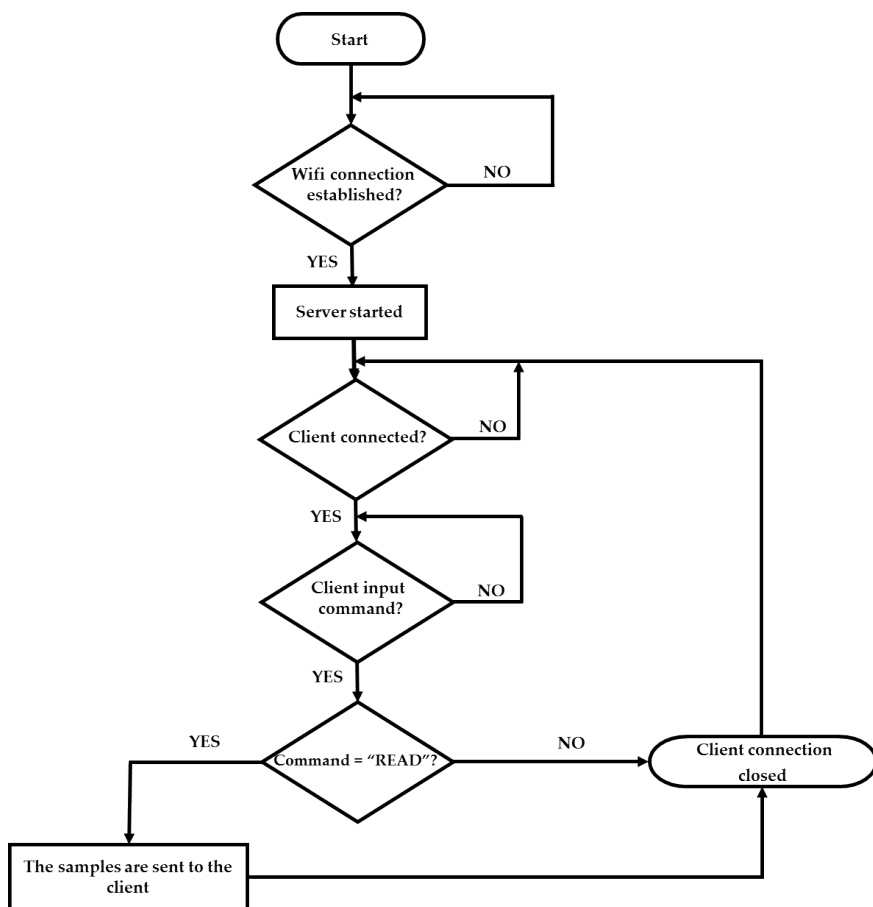 Start
Wifi connection
established?
NO
YES
Server started
Client connected?
NO
YES
Client input
command?
NO
YES
YES
Command = “READ”?
NO
Client connection
closed
The samples are sent to the
client